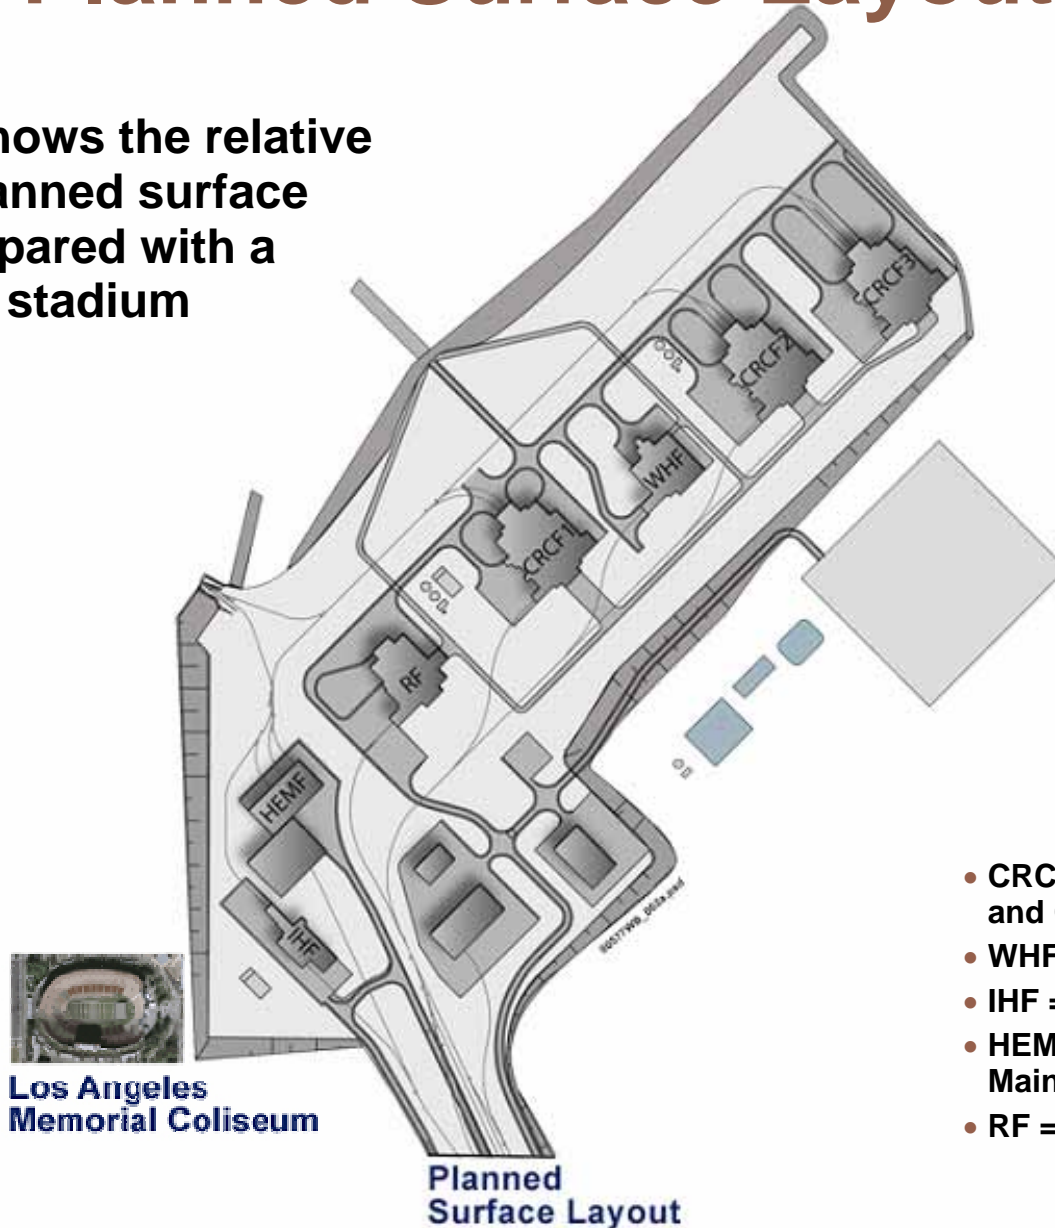 Planned Surface Layout
hows the relative
anned surface
pared with a
stadium
CRCF3
CRCF2
WHF
CRCF1
RF
HEMF
IHF
• CRC
and
• WHF
• IHF =
• HEM
Main
• RF =
Los Angeles
Memorial Coliseum
Planned
Surface Layout